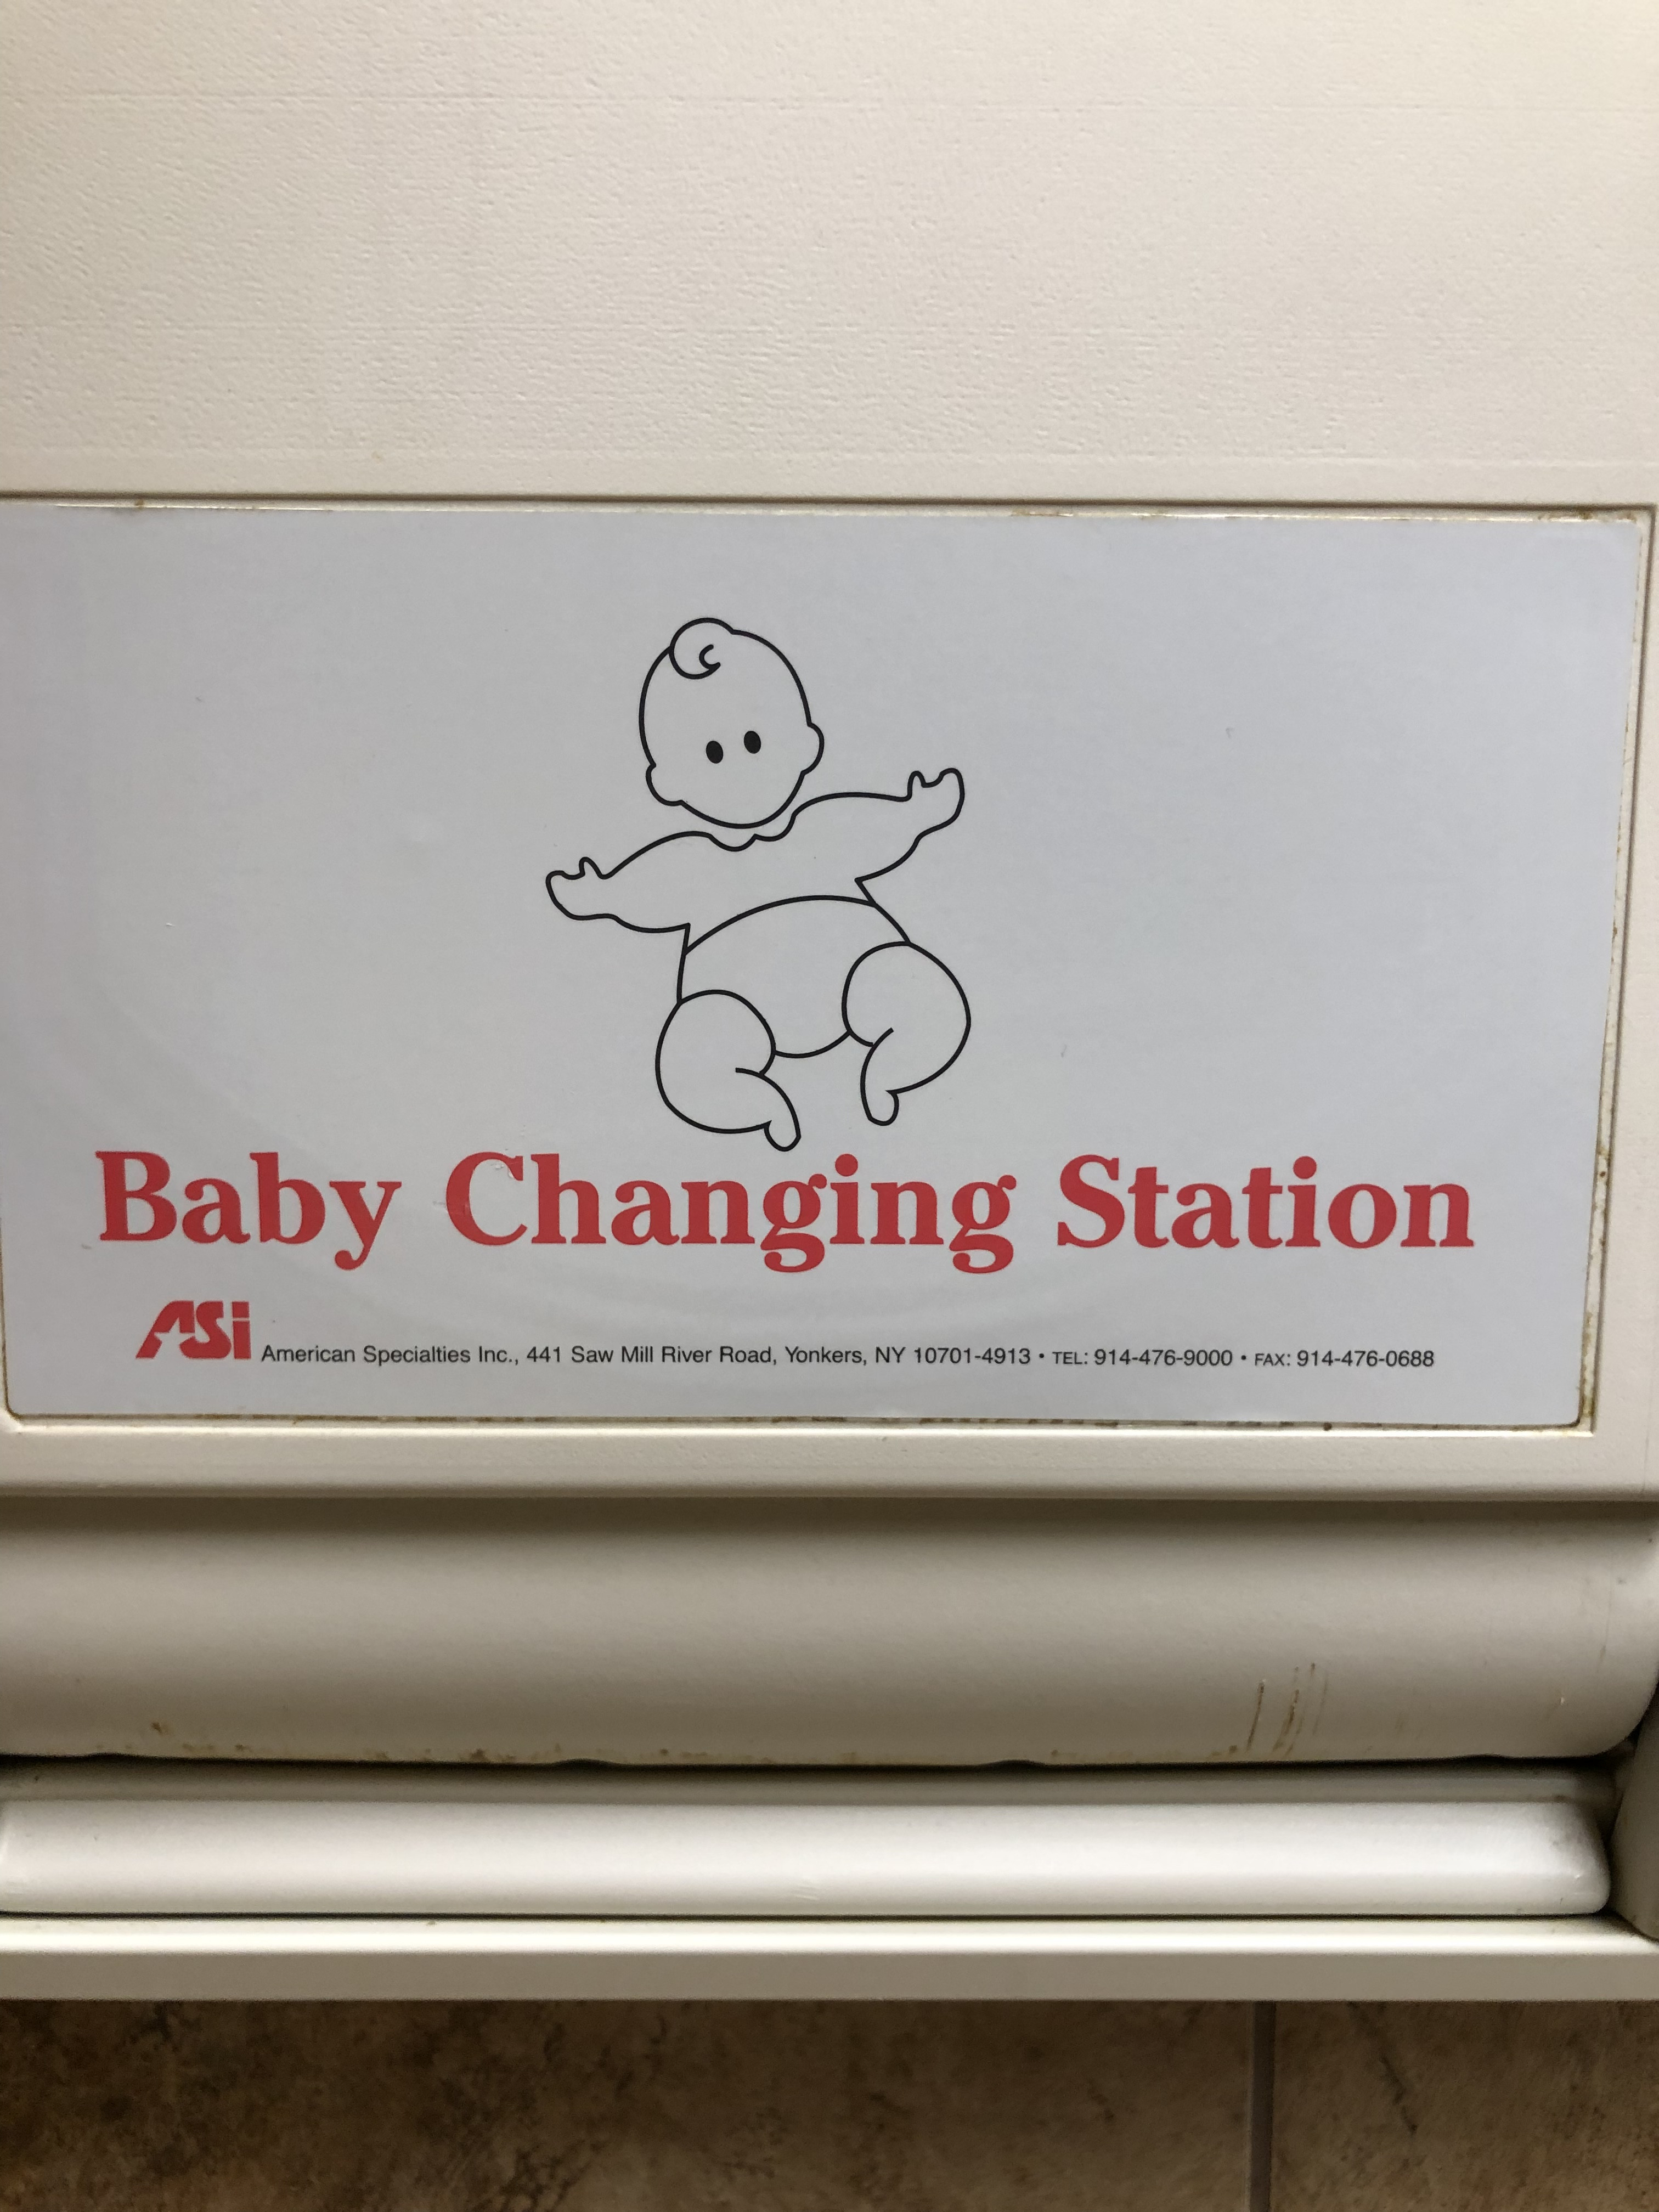 Baby Changing Station
ASi American Specialties Inc., 441 Saw Mill River Road, Yonkers, NY 10701-4913 • TEL: 914-476-9000 • FAX: 914-476-0688